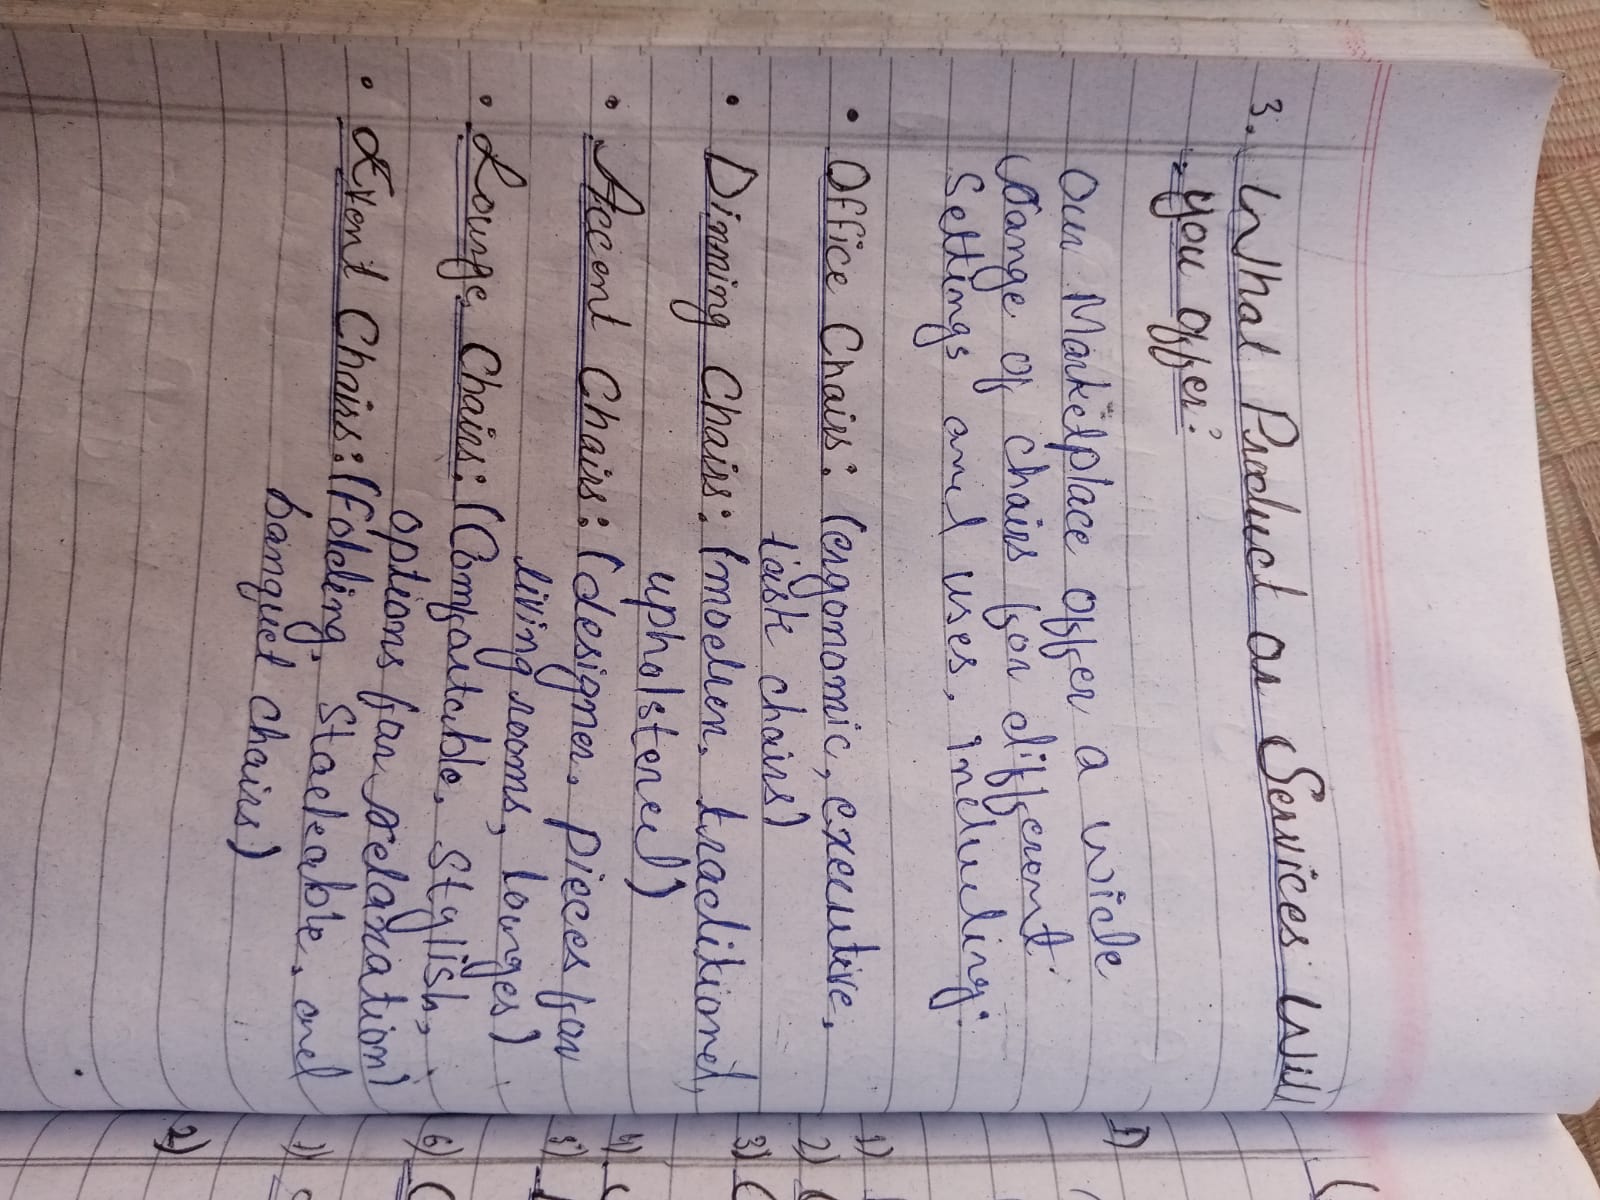 3. What Product or Services Will
you offer?
Our Marketplace offer a wide
range of chairs for different
Settings and uses, including:
• Office Chairs: (ergonomic, executive,
task chairs)
• Dinning Chairs: (modren, traditional,
upholstered)
• Accent Chairs: (designer, pieces for
living rooms, lounges)
• Lounge Chairs: (Comfortable, Stylish,
options for relaxation)
• Event Chairs: (Folding, Stackable, and
banquet chairs)
1)
1)
2)
3)
4)
5)
6)
1)
2)